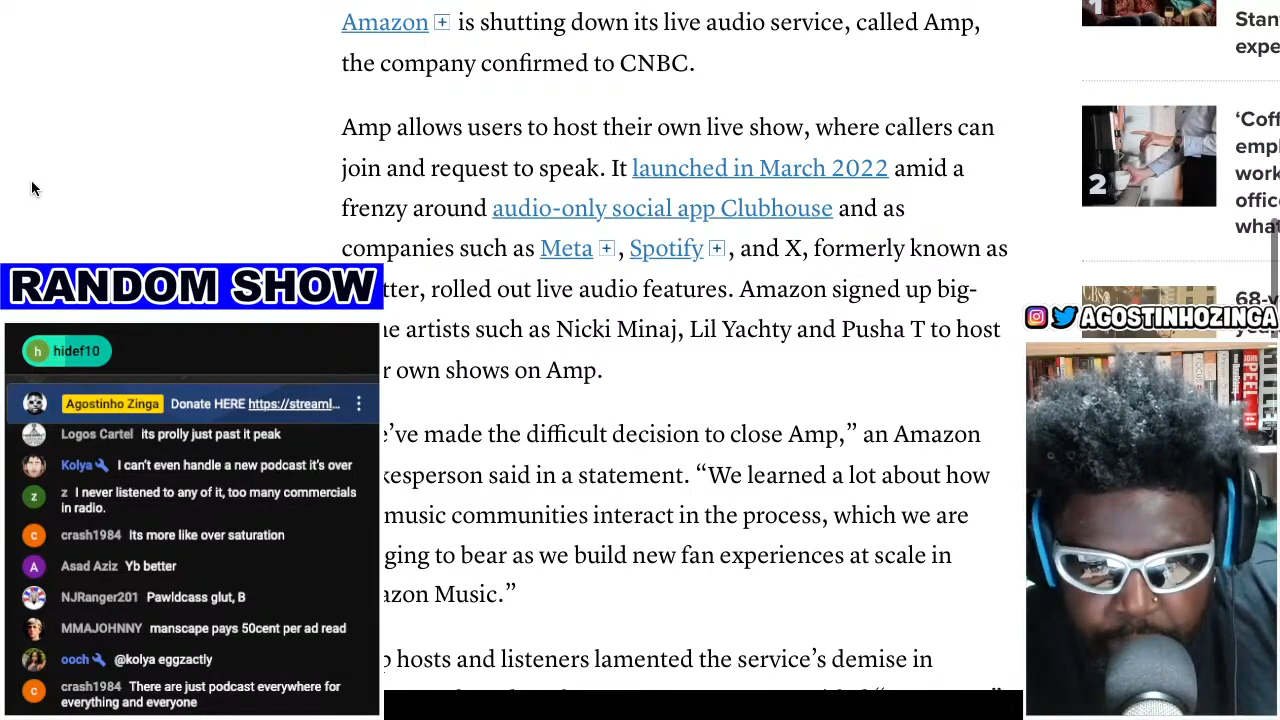 Amazon is shutting down its live audio service, called Amp,
the company confirmed to CNBC.
Amp allows users to host their own live show, where callers can
join and request to speak. It launched in March 2022 amid a
frenzy around audio-only social app Clubhouse and as
companies such as Meta, Spotify, and X, formerly known as
tter, rolled out live audio features. Amazon signed up big-
e artists such as Nicki Minaj, Lil Yachty and Pusha T to host
r own shows on Amp.
e’ve made the difficult decision to close Amp,” an Amazon
kesperson said in a statement. “We learned a lot about how
music communities interact in the process, which we are
ging to bear as we build new fan experiences at scale in
azon Music.”
hosts and listeners lamented the service’s demise in
RANDOM SHOW
h hidef10
Agostinho Zinga Donate HERE https://streaml...
Logos Cartel its prolly just past it peak
Kolya I can’t even handle a new podcast it’s over
z z I never listened to any of it, too many commercials
in radio.
c crash1984 Its more like over saturation
A Asad Aziz Yb better
NJRanger201 Pawldcass glut, B
MMAJOHNNY manscape pays 50cent per ad read
ooch @kolya eggzactly
c crash1984 There are just podcast everywhere for
everything and everyone
1
Stan
expe
2
‘Coff
empl
work
offic
what
68-y
AGOSTINHOZINGA
JOHN PEEL